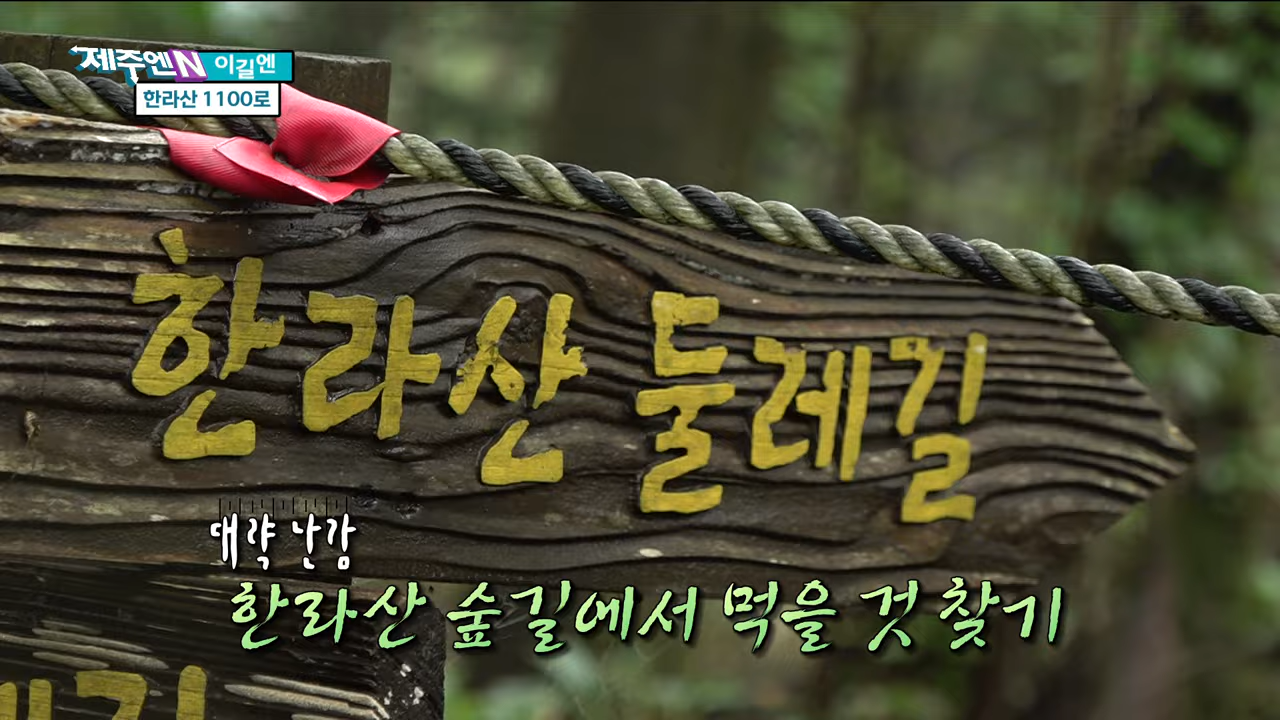 제주엔N 이길엔
한라산 1100로
한라산 둘레길
대략 난감
한라산 숲길에서 먹을 것 찾기